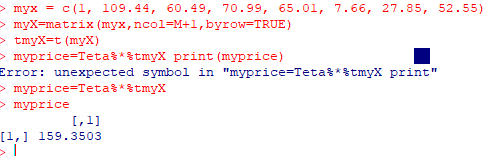 > myx = c(1, 109.44, 60.49, 70.99, 65.01, 7.66, 27.85, 52.55)
> myX=matrix(myx,ncol=M+1,byrow=TRUE)
> tmyX=t(myX)
> myprice=Teta%*%tmyX print(myprice)
Error: unexpected symbol in "myprice=Teta%*%tmyX print"
> myprice=Teta%*%tmyX
> myprice
[,1]
[1,] 159.3503
>